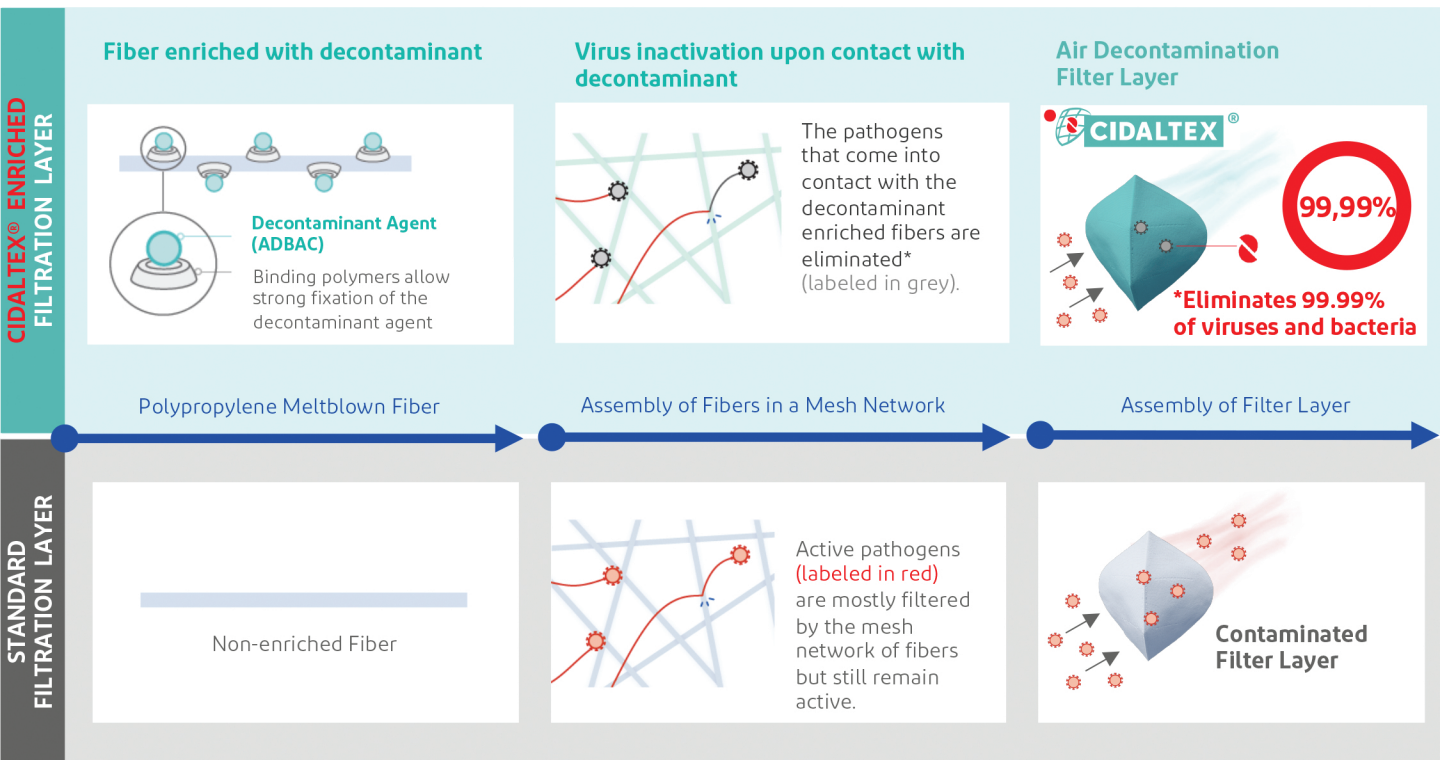 CIDALTEX® ENRICHED
FILTRATION LAYER
Fiber enriched with decontaminant
Decontaminant Agent
(ADBAC)
Binding polymers allow
strong fixation of the
decontaminant agent
Virus inactivation upon contact with
decontaminant
The pathogens
that come into
contact with the
decontaminant
enriched fibers are
eliminated*
(labeled in grey).
Air Decontamination
Filter Layer
CIDALTEX®
99,99%
*Eliminates 99.99%
of viruses and bacteria
Polypropylene Meltblown Fiber
Assembly of Fibers in a Mesh Network
Assembly of Filter Layer
STANDARD
FILTRATION LAYER
Non-enriched Fiber
Active pathogens
(labeled in red)
are mostly filtered
by the mesh
network of fibers
but still remain
active.
Contaminated
Filter Layer